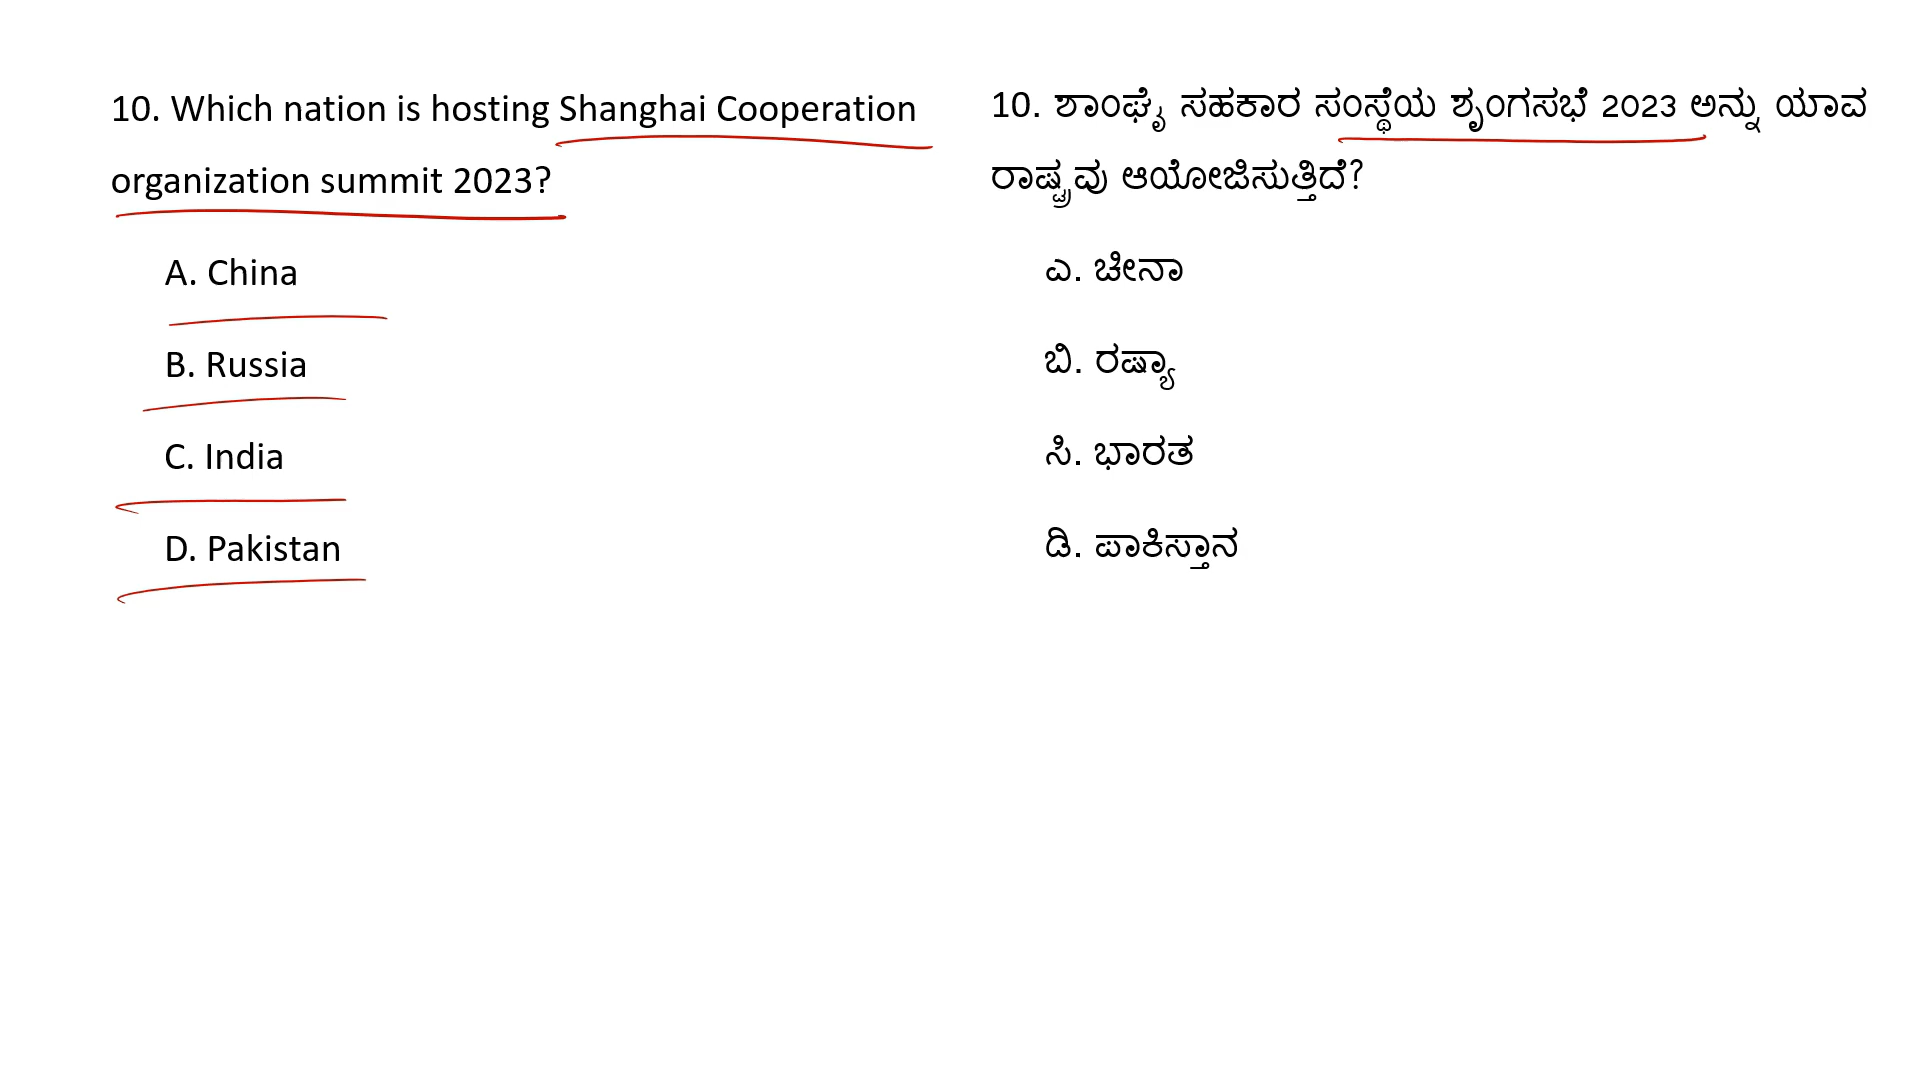 10. Which nation is hosting Shanghai Cooperation
organization summit 2023?
A. China
B. Russia
C. India
D. Pakistan
10. ಶಾಂಘೈ ಸಹಕಾರ ಸಂಸ್ಥೆಯ ಶೃಂಗಸಭೆ 2023 ಅನ್ನು ಯಾವ
ರಾಷ್ಟ್ರವು ಆಯೋಜಿಸುತ್ತಿದೆ?
ಎ. ಚೀನಾ
ಬಿ. ರಷ್ಯಾ
ಸಿ. ಭಾರತ
ಡಿ. ಪಾಕಿಸ್ತಾನ